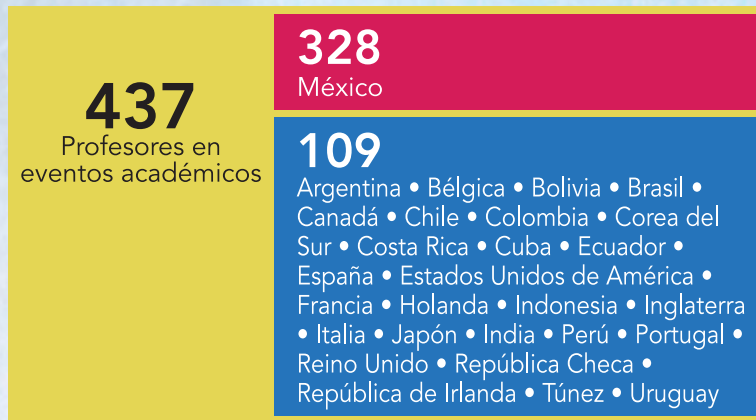 437
Profesores en
eventos académicos
328
México
109
Argentina • Bélgica • Bolivia • Brasil •
Canadá • Chile • Colombia • Corea del
Sur • Costa Rica • Cuba • Ecuador •
España • Estados Unidos de América •
Francia • Holanda • Indonesia • Inglaterra
• Italia • Japón • India • Perú • Portugal •
Reino Unido • República Checa •
República de Irlanda • Túnez • Uruguay